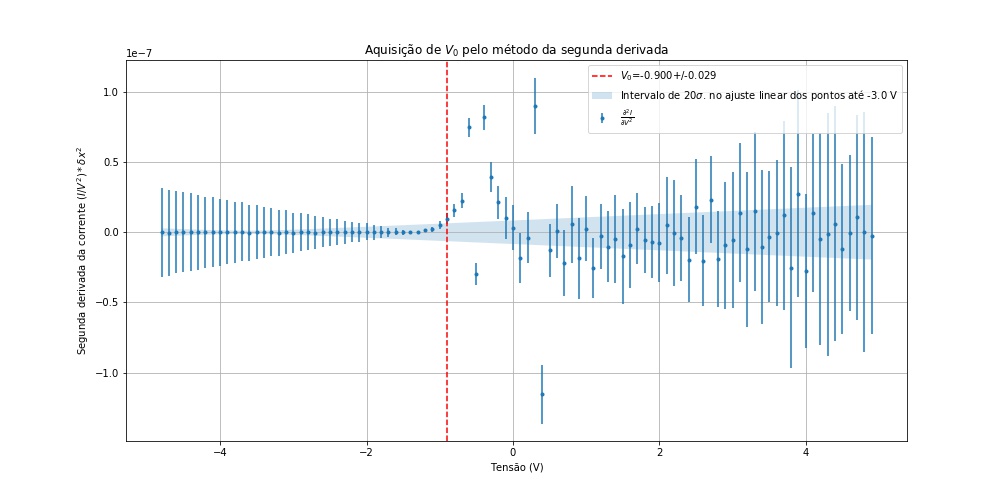 Aquisição de V₀ pelo método da segunda derivada
1e−7
V₀=-0.900+/-0.029
Intervalo de 20σ. no ajuste linear dos pontos até -3.0 V
∂²I/∂V²
1.0
0.5
0.0
−0.5
−1.0
Segunda derivada da corrente (I/V²) * δx²
−4
−2
0
2
4
Tensão (V)